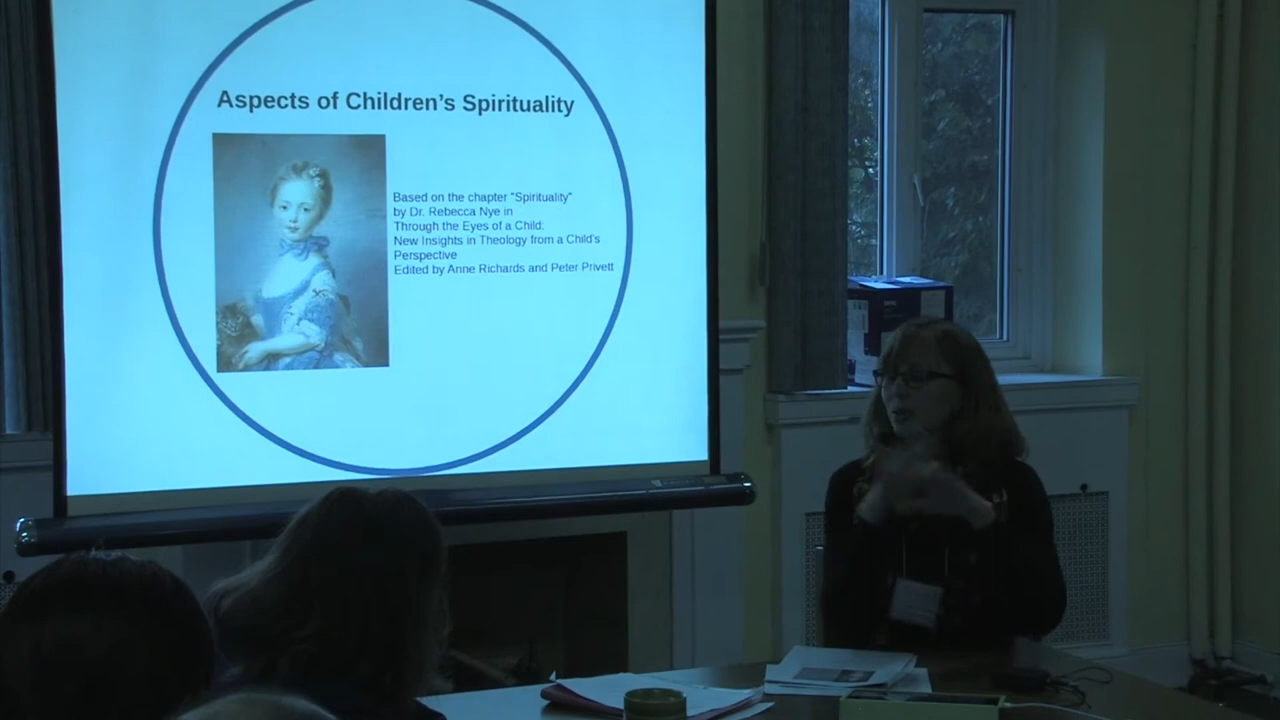 Aspects of Children's Spirituality
Based on the chapter "Spirituality"
by Dr. Rebecca Nye in
Through the Eyes of a Child:
New Insights in Theology from a Child's
Perspective
Edited by Anne Richards and Peter Privett